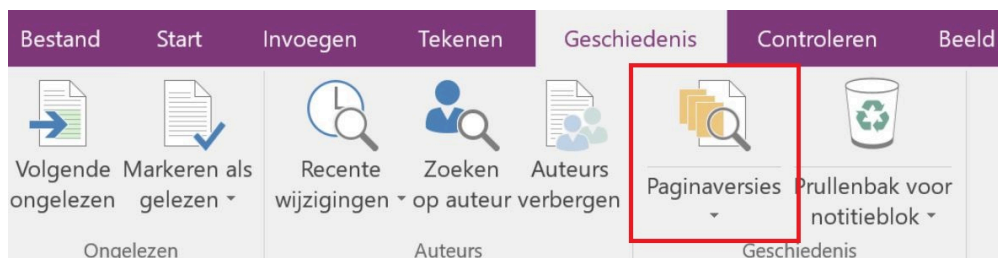 Bestand Start Invoegen Tekenen Geschiedenis Controleren Beeld
Volgende ongelezen
Markeren als gelezen
Recente wijzigingen
Zoeken op auteur
Auteurs verbergen
Paginaversies
Prullenbak voor notitieblok
Ongelezen Auteurs Geschiedenis